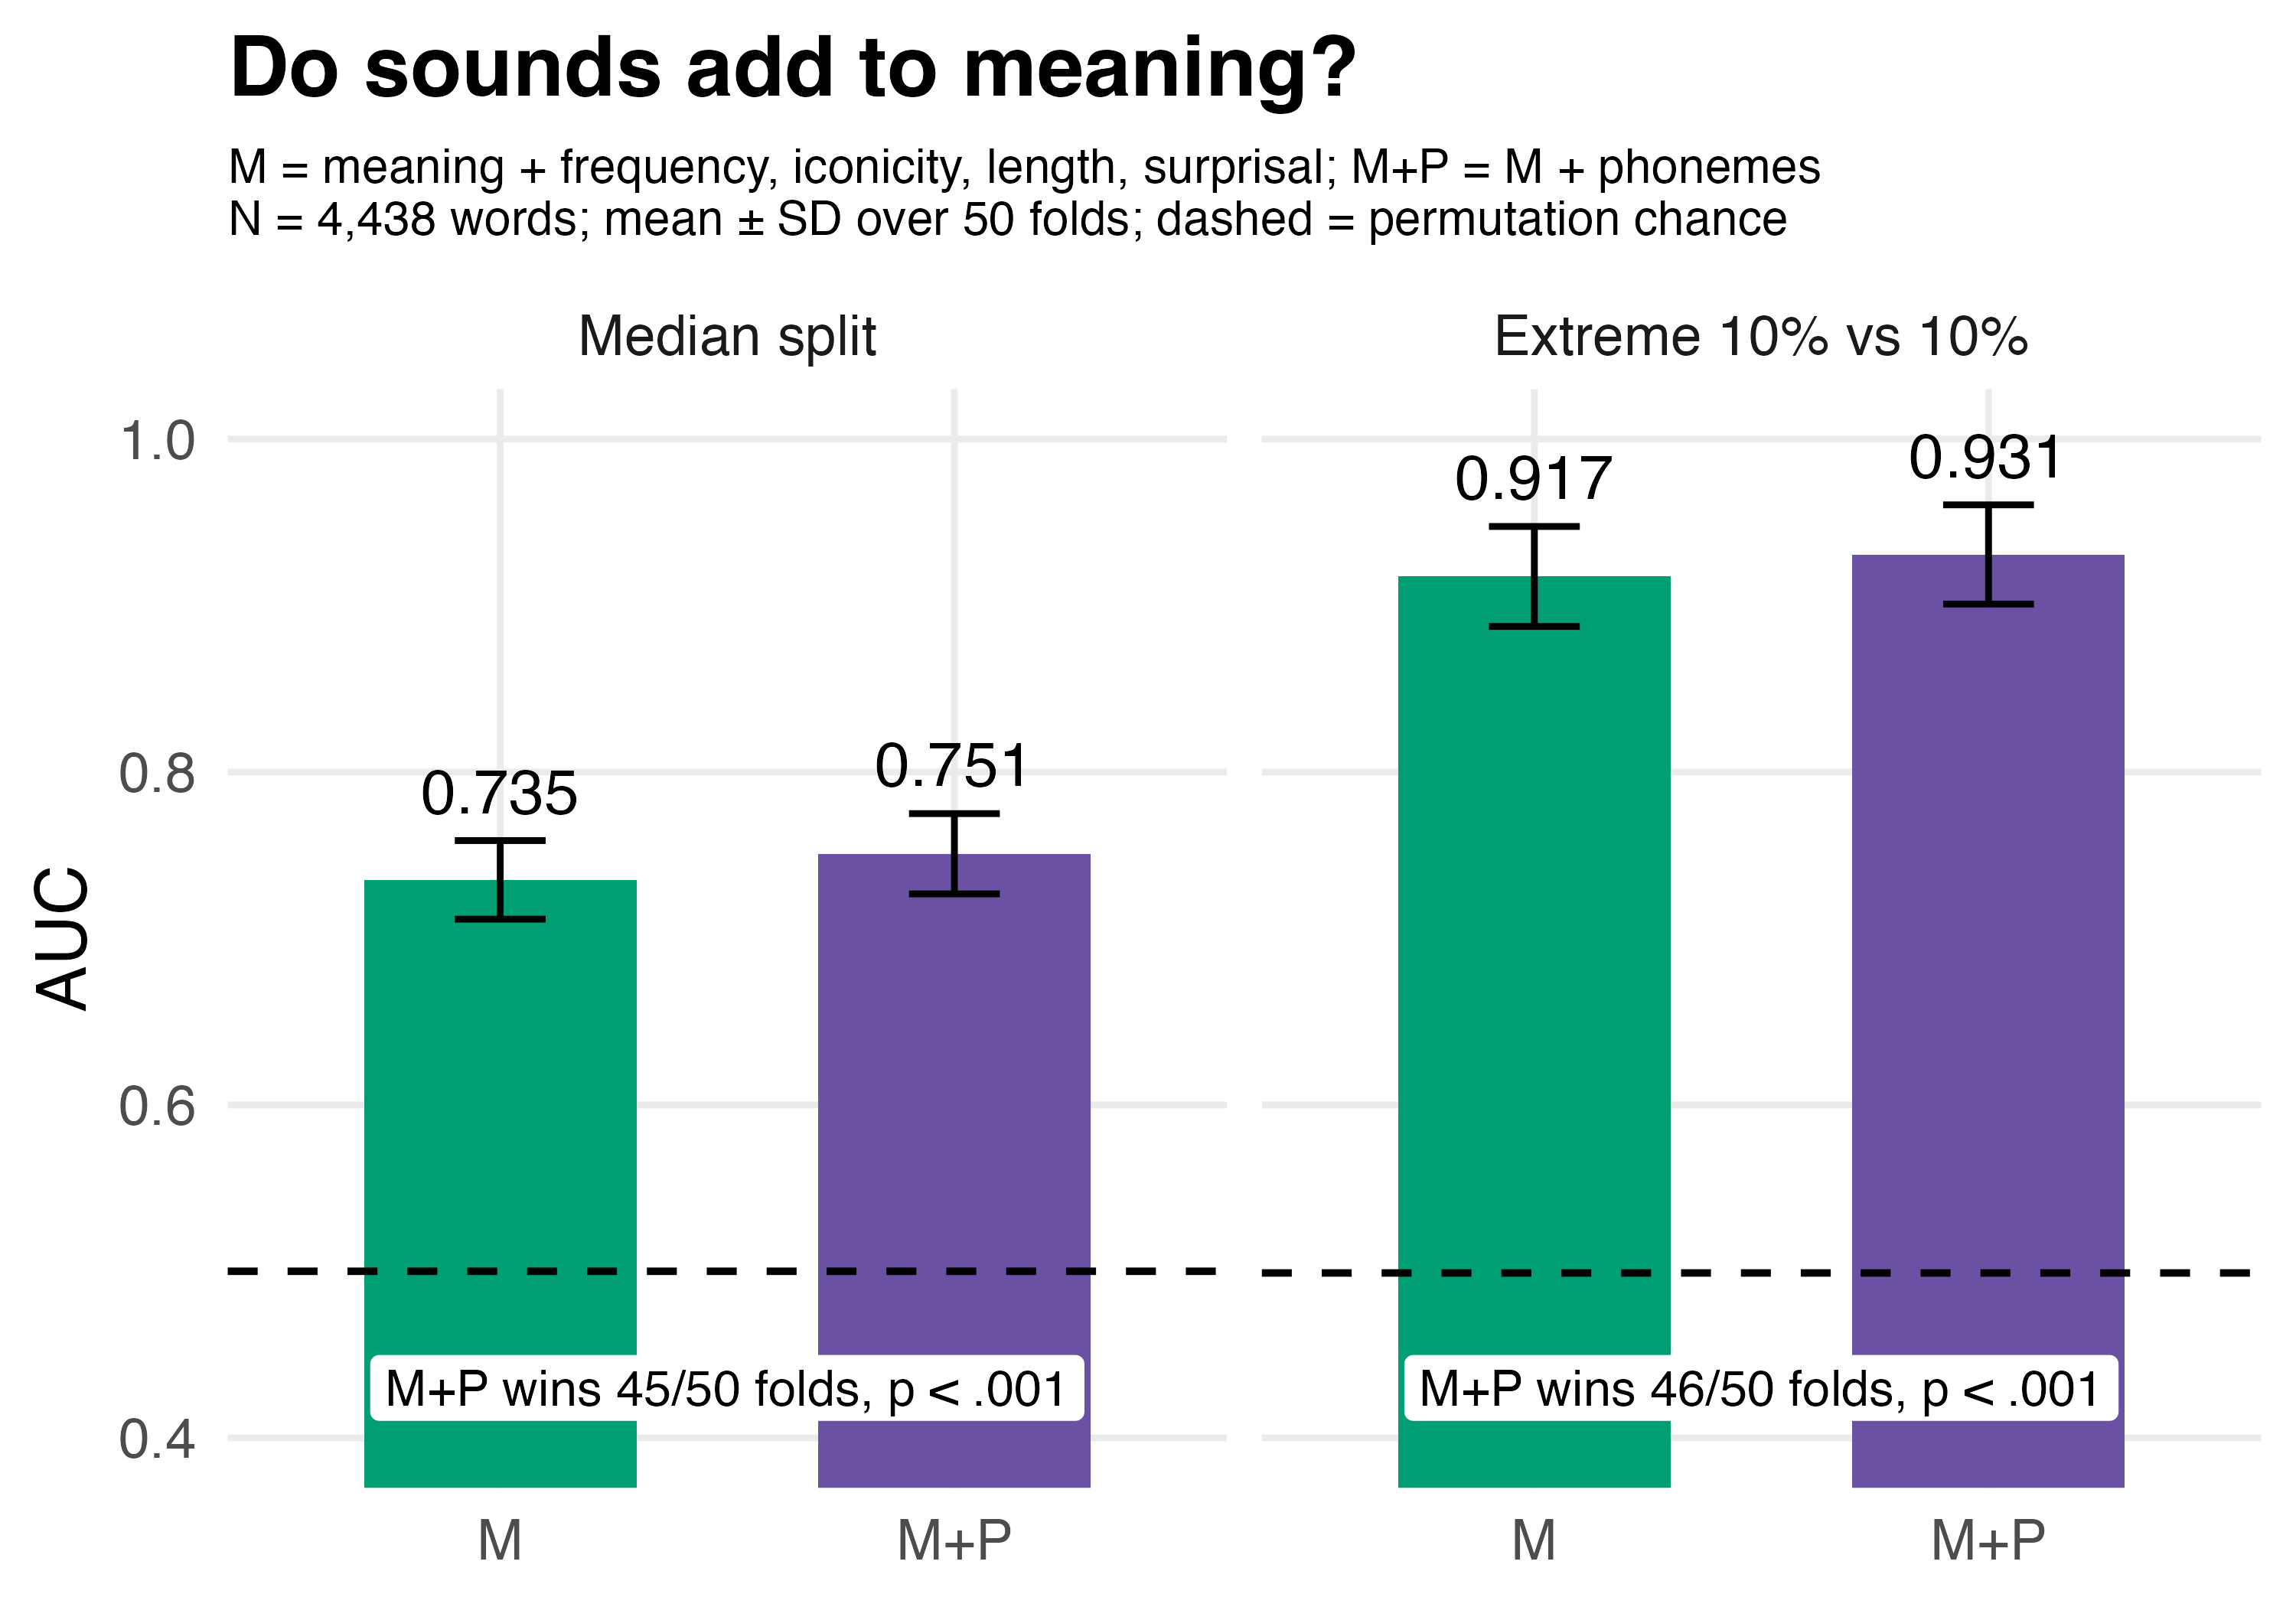 Do sounds add to meaning?
M = meaning + frequency, iconicity, length, surprisal; M+P = M + phonemes
N = 4,438 words; mean ± SD over 50 folds; dashed = permutation chance
Median split
Extreme 10% vs 10%
AUC
1.0
0.8
0.6
0.4
0.735
0.751
0.917
0.931
M+P wins 45/50 folds, p < .001
M+P wins 46/50 folds, p < .001
M
M+P
M
M+P